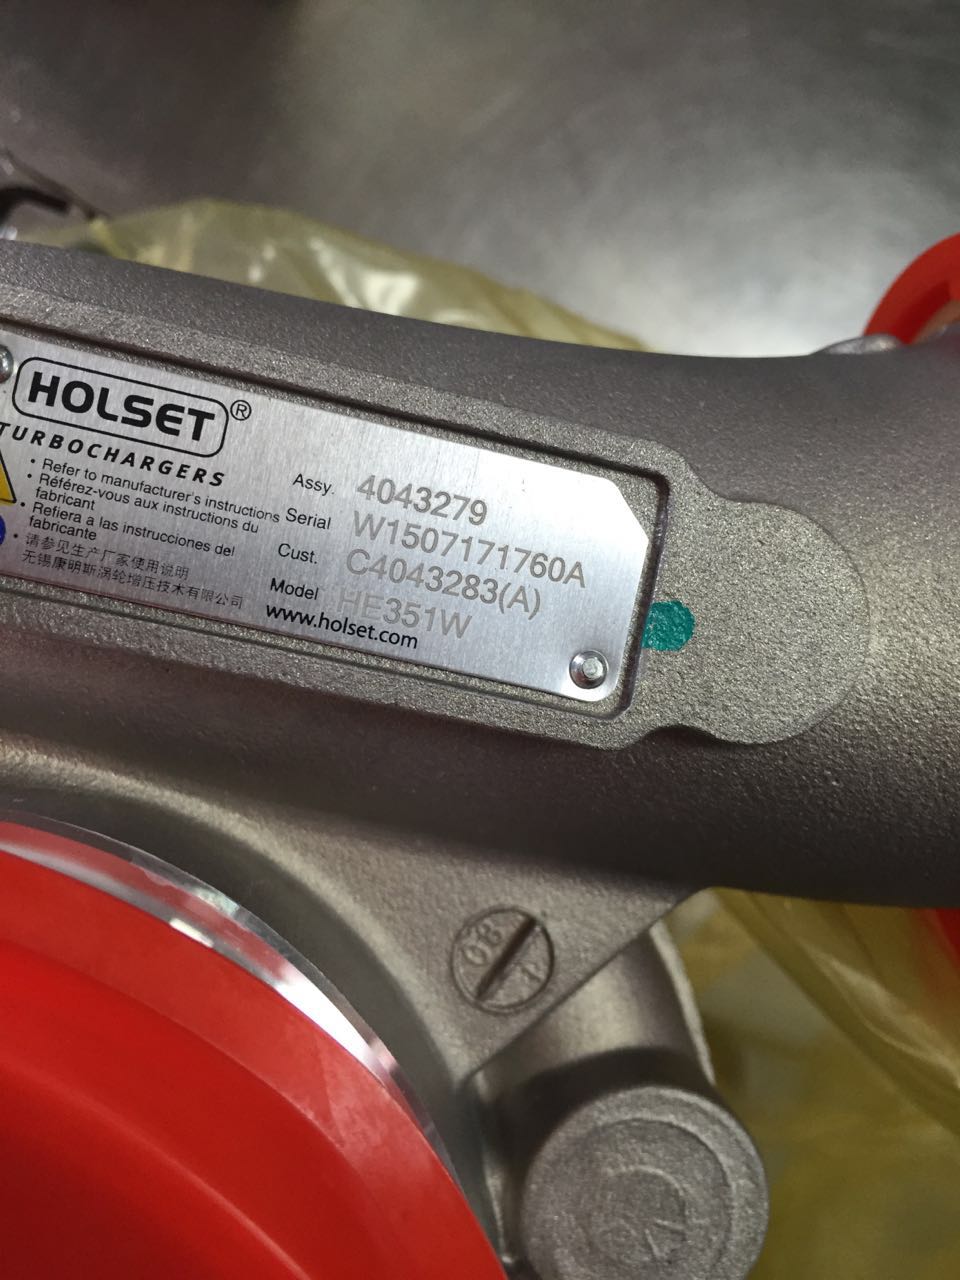 HOLSET®
TURBOCHARGERS
• Refer to manufacturer's instructions
• Référez-vous aux instructions du
fabricant
• Refiera a las instrucciones del
fabricante
• 请参见生产厂家使用说明
无锡康明斯涡轮增压技术有限公司
Assy. 4043279
Serial W1507171760A
Cust. C4043283(A)
Model HE351W
www.holset.com